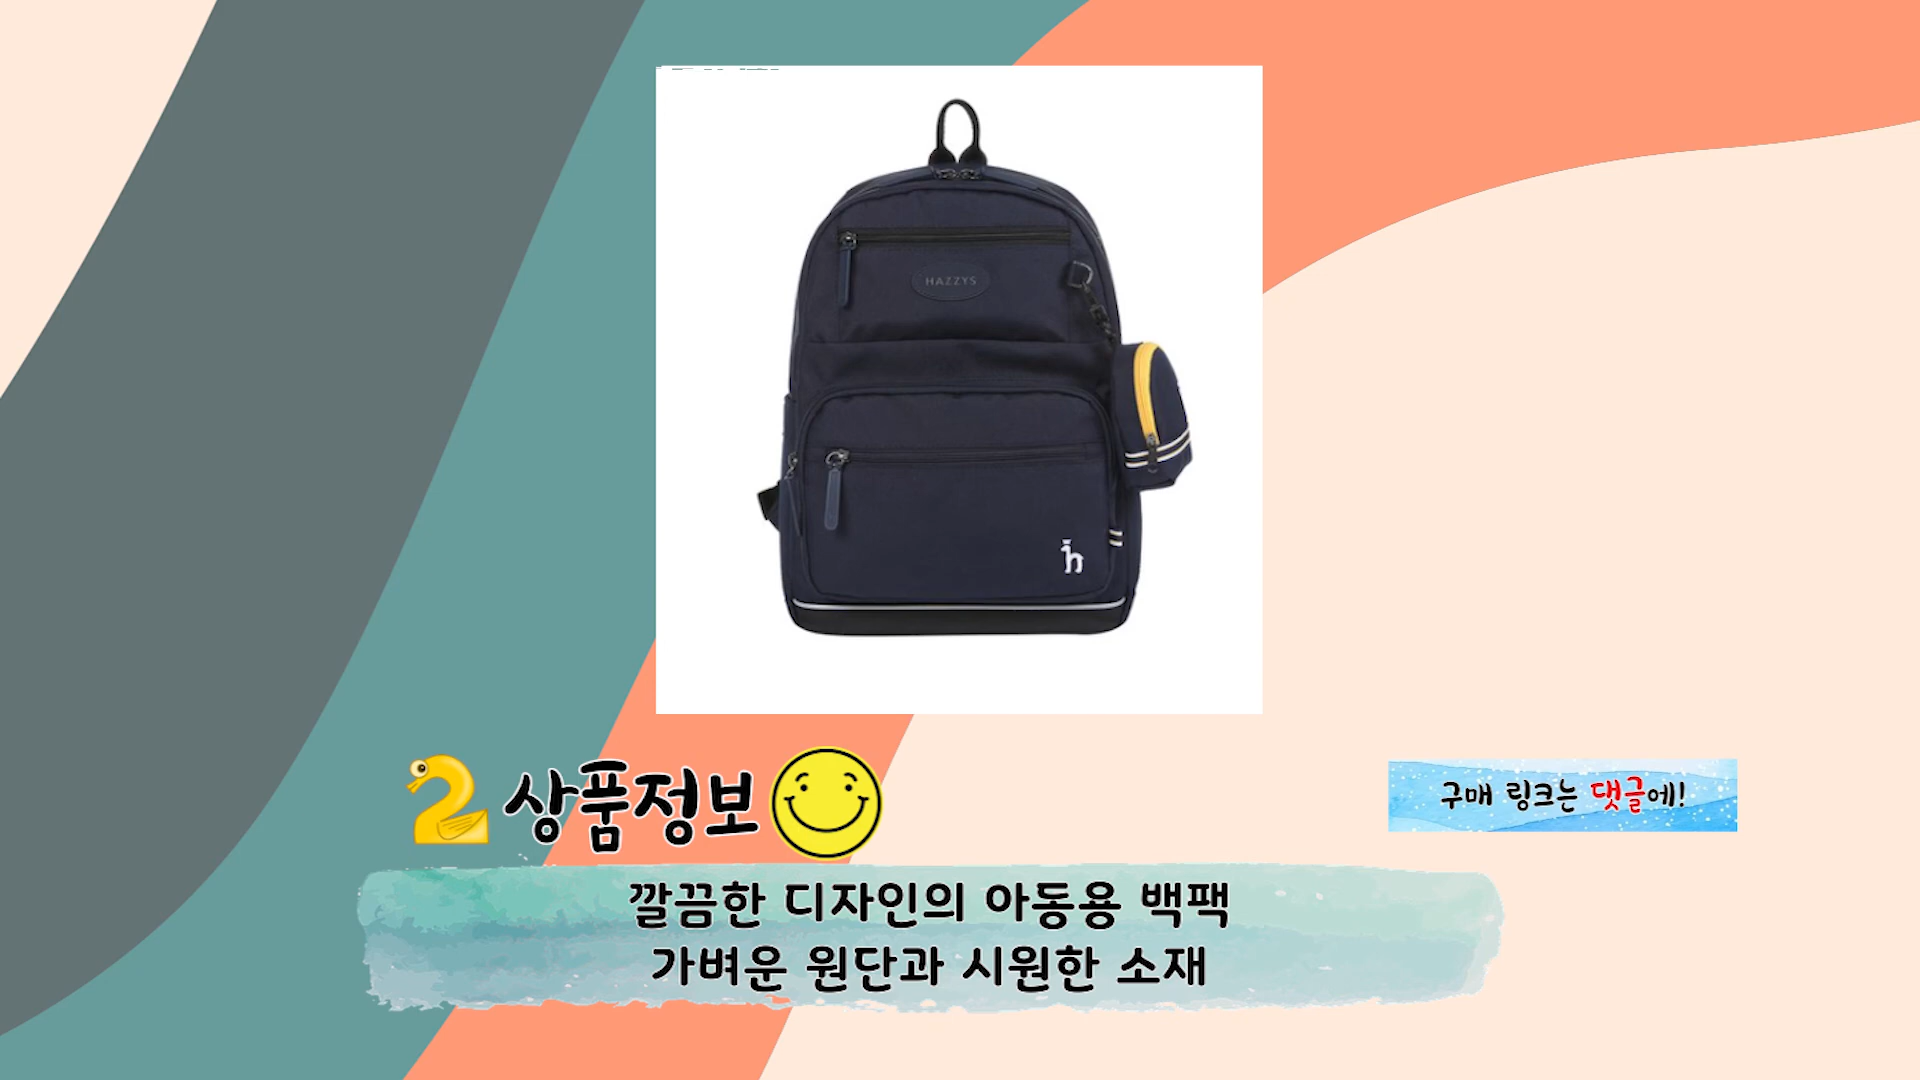 HAZZYS
h
2 상품정보
구매 링크는 댓글에!
깔끔한 디자인의 아동용 백팩
가벼운 원단과 시원한 소재